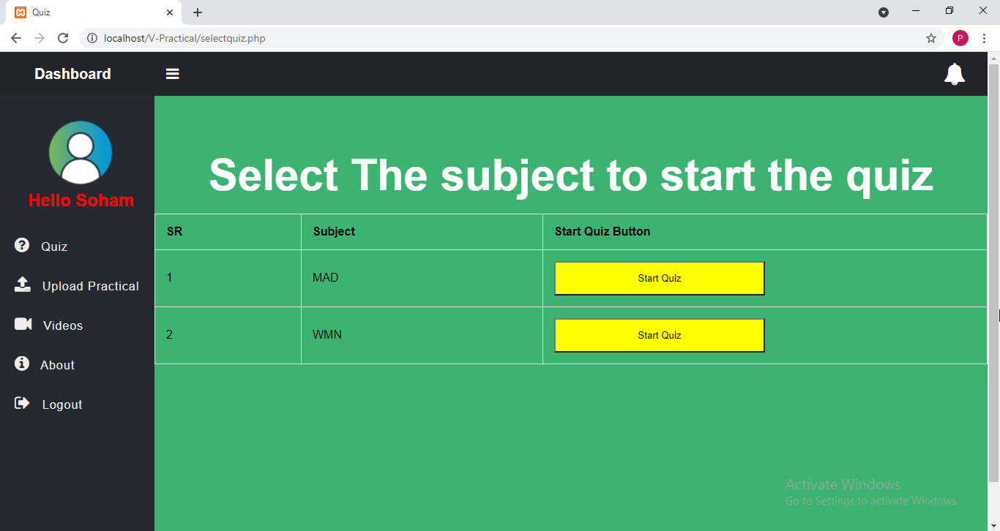 Quiz
localhost/V-Practical/selectquiz.php
P
Dashboard
Hello Soham
Quiz
Upload Practical
Videos
About
Logout
Select The subject to start the quiz
SR Subject Start Quiz Button
1 MAD Start Quiz
2 WMN Start Quiz
Activate Windows
Go to Settings to activate Windows.